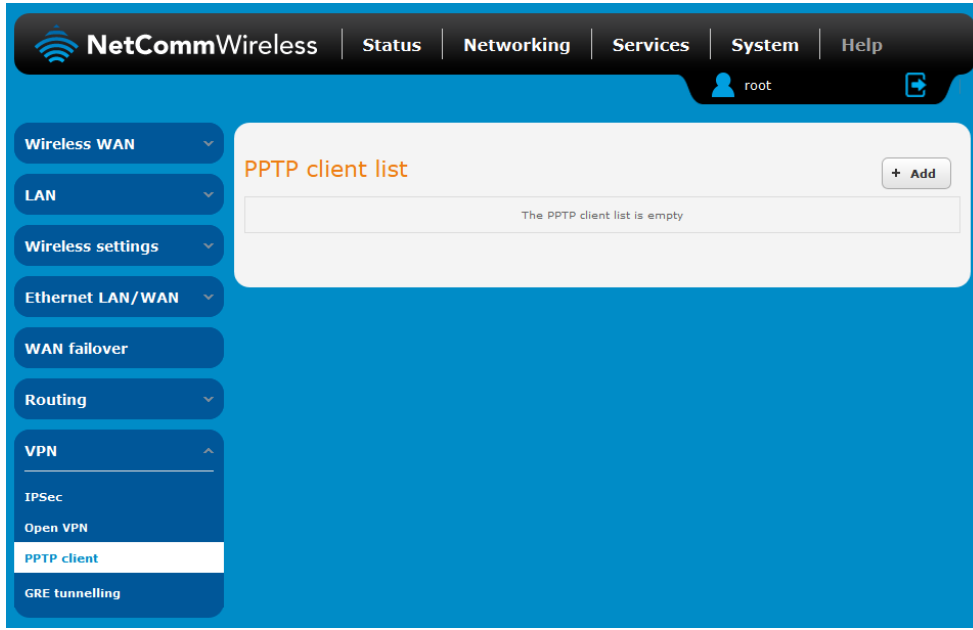 NetCommWireless Status Networking Services System Help
root
Wireless WAN
LAN
Wireless settings
Ethernet LAN/WAN
WAN failover
Routing
VPN
IPSec
Open VPN
PPTP client
GRE tunnelling
PPTP client list
+ Add
The PPTP client list is empty